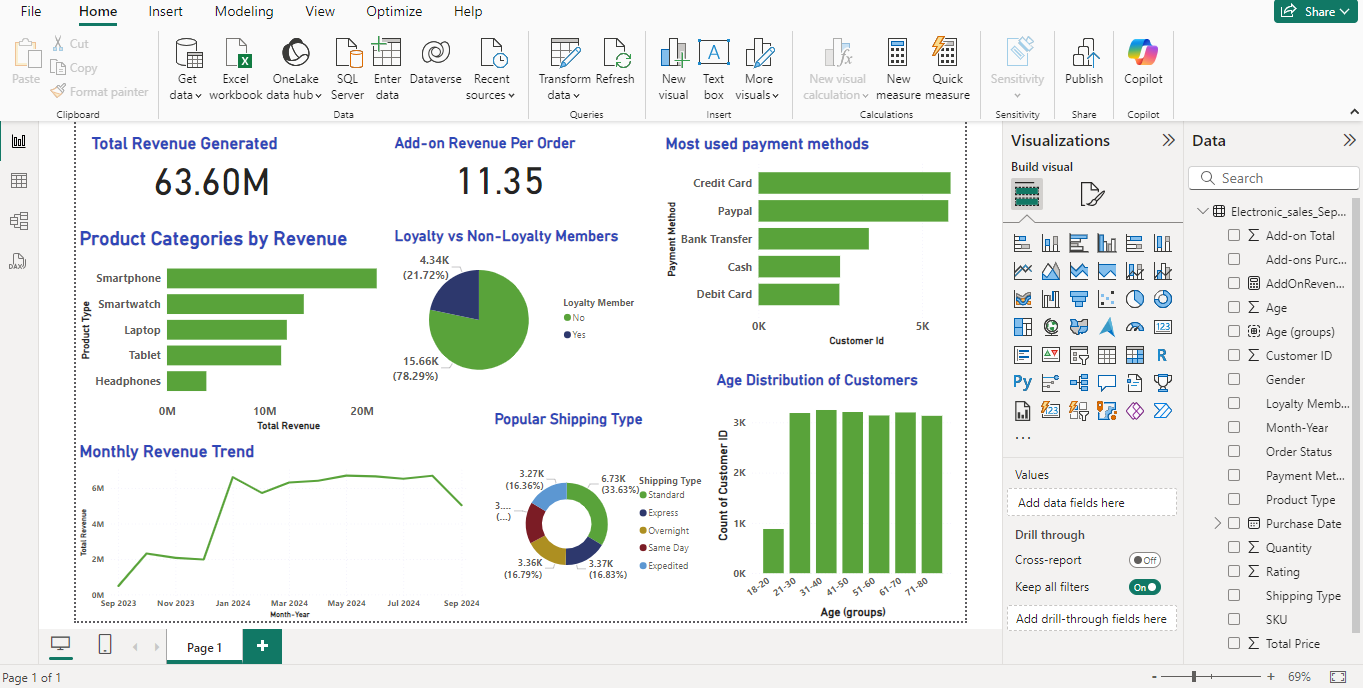 File Home Insert Modeling View Optimize Help Share
Paste Cut Copy Format painter
Get data Excel workbook OneLake data hub SQL Server Enter data Dataverse Recent sources
Transform data Refresh New visual Text box More visuals
New visual calculation New measure Quick measure Sensitivity Publish Copilot
Clipboard Data Queries Insert Calculations Sensitivity Share Copilot
Total Revenue Generated
63.60M
Add-on Revenue Per Order
11.35
Most used payment methods
Payment Method
Credit Card
Paypal
Bank Transfer
Cash
Debit Card
0K 5K
Customer Id
Product Categories by Revenue
Product Type
Smartphone
Smartwatch
Laptop
Tablet
Headphones
0M 10M 20M
Total Revenue
Loyalty vs Non-Loyalty Members
4.34K
(21.72%)
15.66K
(78.29%)
Loyalty Member
No
Yes
Age Distribution of Customers
Count of Customer ID
3K
2K
1K
0K
18-20 21-30 31-40 41-50 51-60 61-70 71-80
Age (groups)
Popular Shipping Type
3.27K
(16.36%)
6.73K
(33.63%)
3....
(...)
3.36K
(16.79%)
3.37K
(16.83%)
Shipping Type
Standard
Express
Overnight
Same Day
Expedited
Monthly Revenue Trend
Total Revenue
6M
4M
2M
0M
Sep 2023 Nov 2023 Jan 2024 Mar 2024 May 2024 Jul 2024 Sep 2024
Month-Year
Visualizations
Build visual
123
R
Py
123
...
Values
Add data fields here
Drill through
Cross-report Off
Keep all filters On
Add drill-through fields here
Data
Search
Electronic_sales_Sep...
Add-on Total
Add-ons Purc...
AddOnReven...
Age
Age (groups)
Customer ID
Gender
Loyalty Memb...
Month-Year
Order Status
Payment Met...
Product Type
Purchase Date
Quantity
Rating
Shipping Type
SKU
Total Price
DAX
Page 1 +
Page 1 of 1
- + 69%